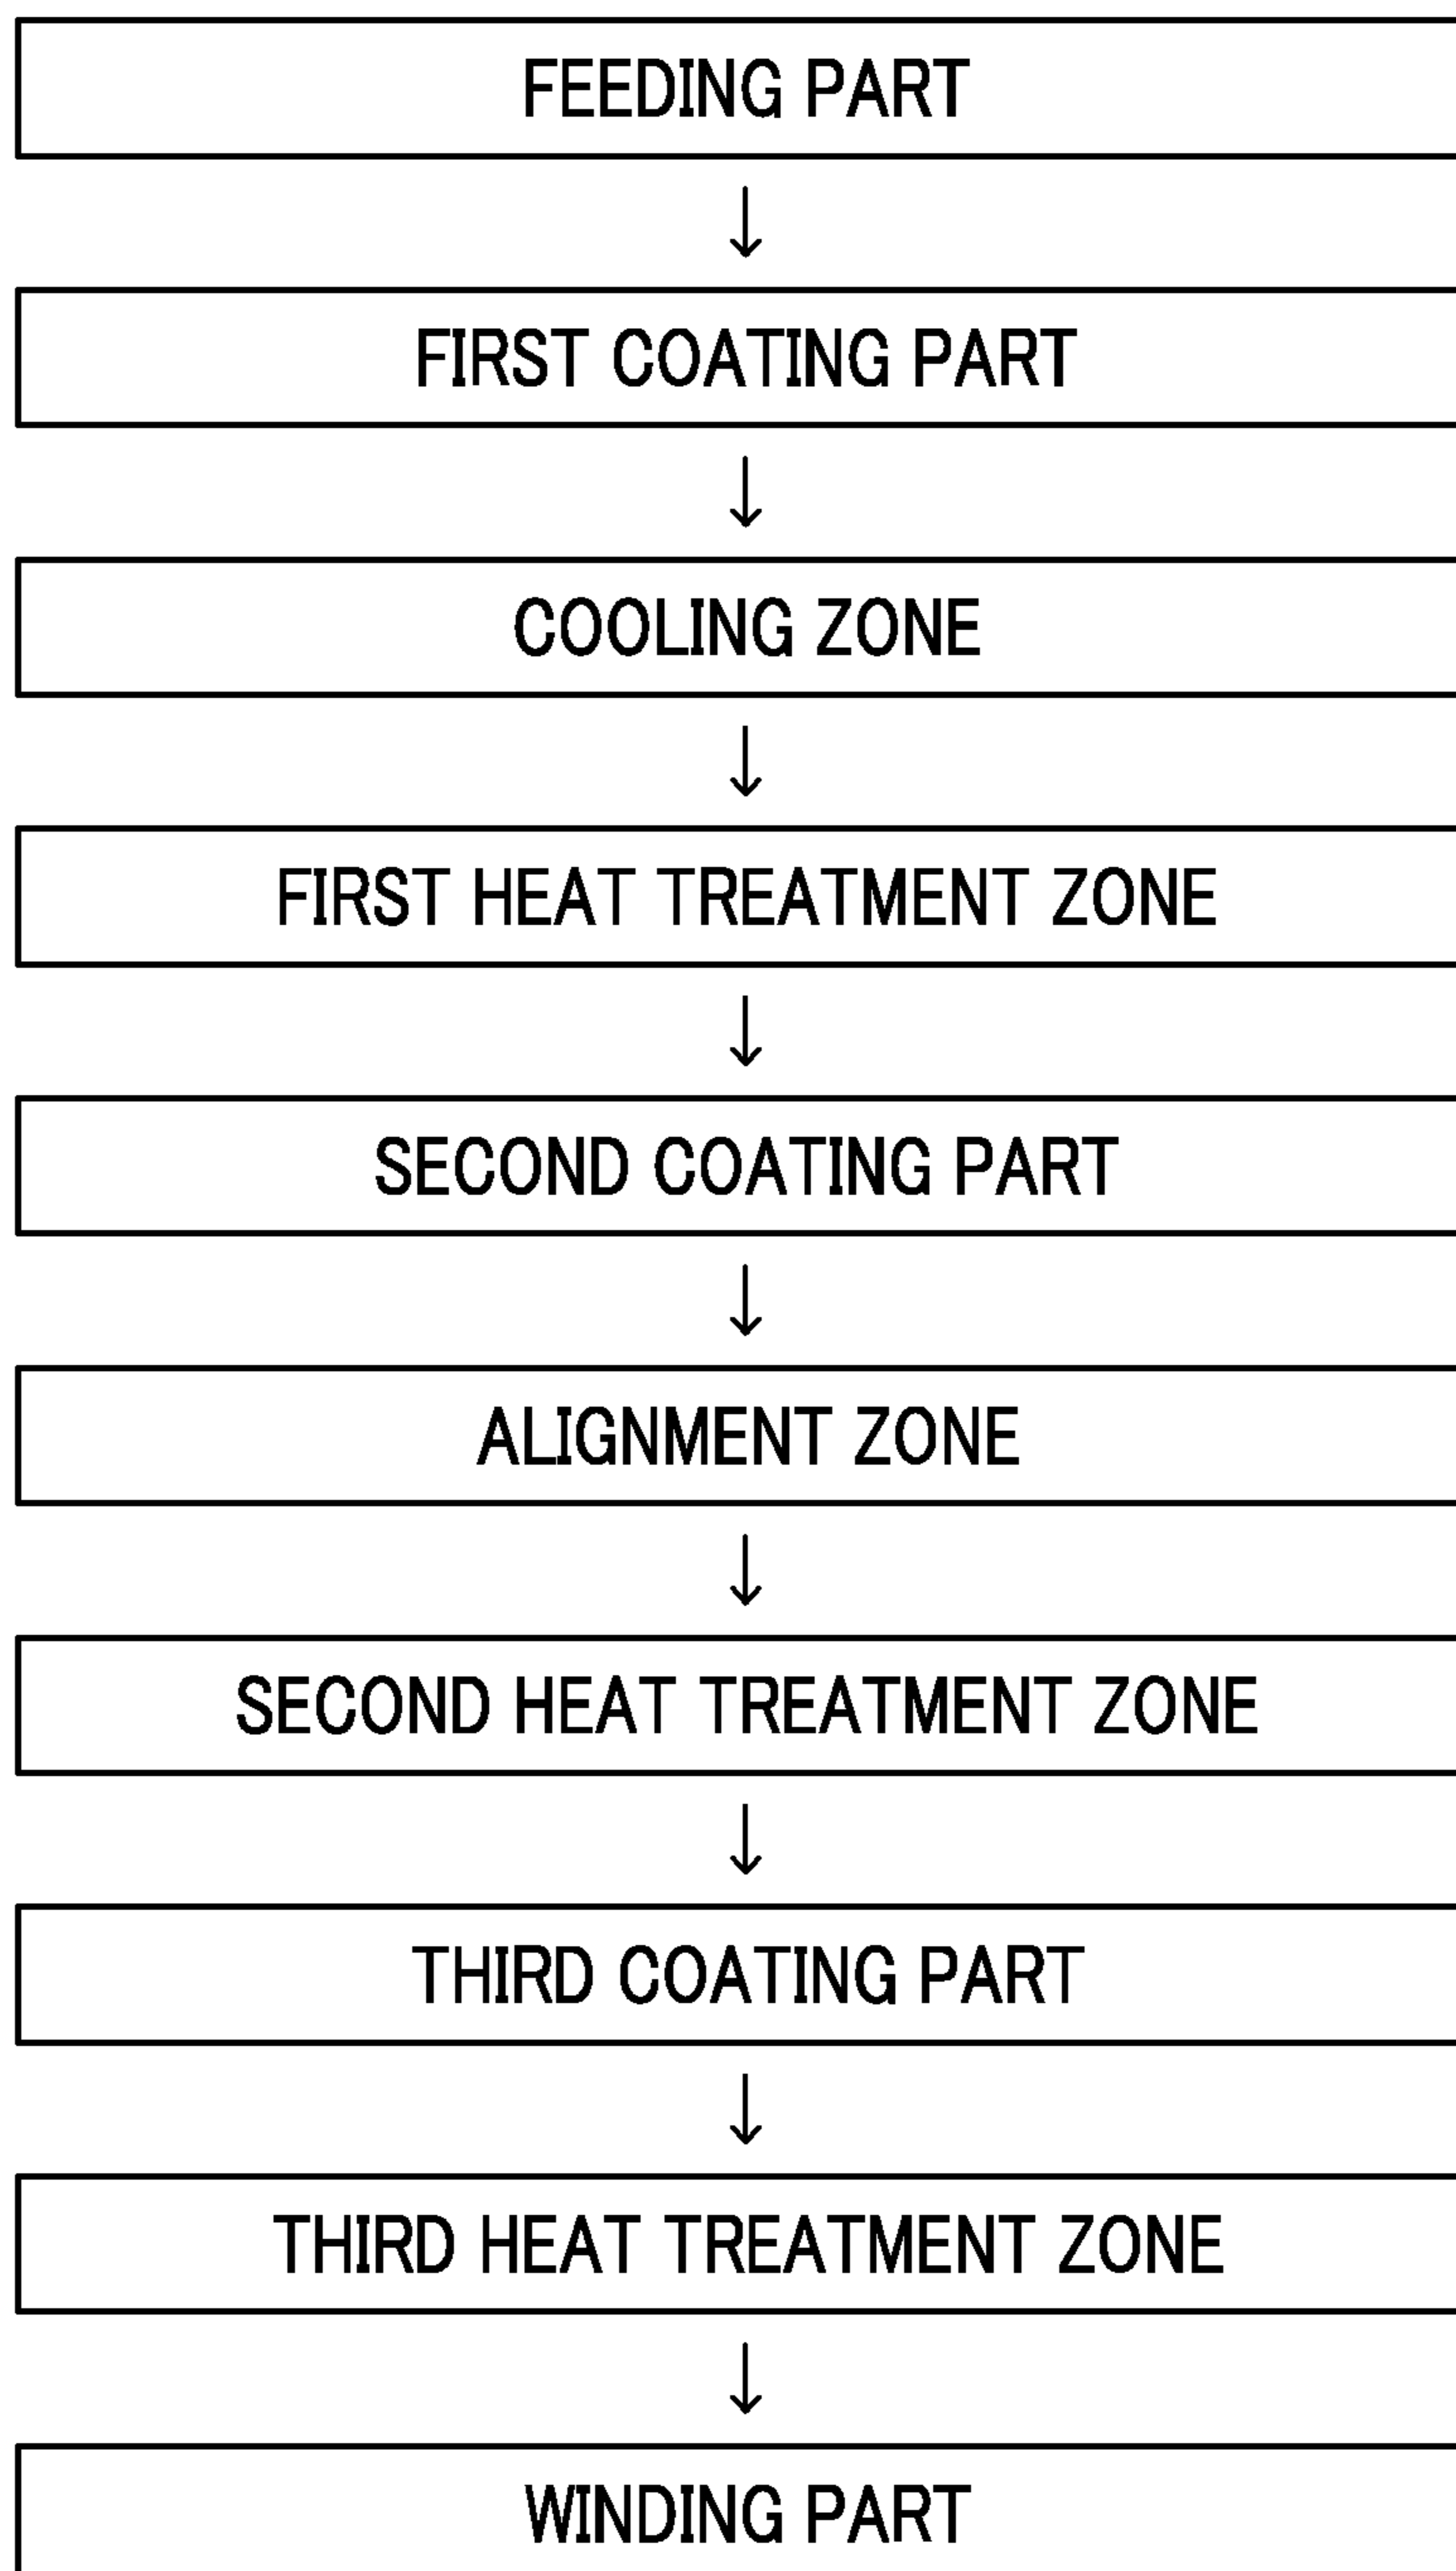 FEEDING PART
↓
FIRST COATING PART
↓
COOLING ZONE
↓
FIRST HEAT TREATMENT ZONE
↓
SECOND COATING PART
↓
ALIGNMENT ZONE
↓
SECOND HEAT TREATMENT ZONE
↓
THIRD COATING PART
↓
THIRD HEAT TREATMENT ZONE
↓
WINDING PART